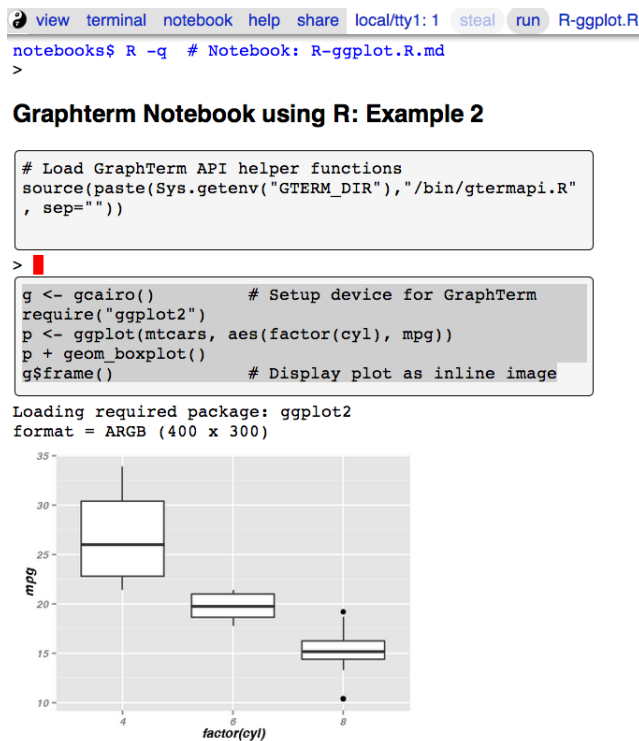 view terminal notebook help share local/tty1: 1 steal run R-ggplot.R
notebooks$ R -q  # Notebook: R-ggplot.R.md
>
Graphterm Notebook using R: Example 2
# Load GraphTerm API helper functions
source(paste(Sys.getenv("GTERM_DIR"),"/bin/gtermapi.R"
, sep=""))
>
g <- gcairo()         # Setup device for GraphTerm
require("ggplot2")
p <- ggplot(mtcars, aes(factor(cyl), mpg))
p + geom_boxplot()
g$frame()             # Display plot as inline image
Loading required package: ggplot2
format = ARGB (400 x 300)
35
30
25
20
15
10
mpg
4 6 8
factor(cyl)